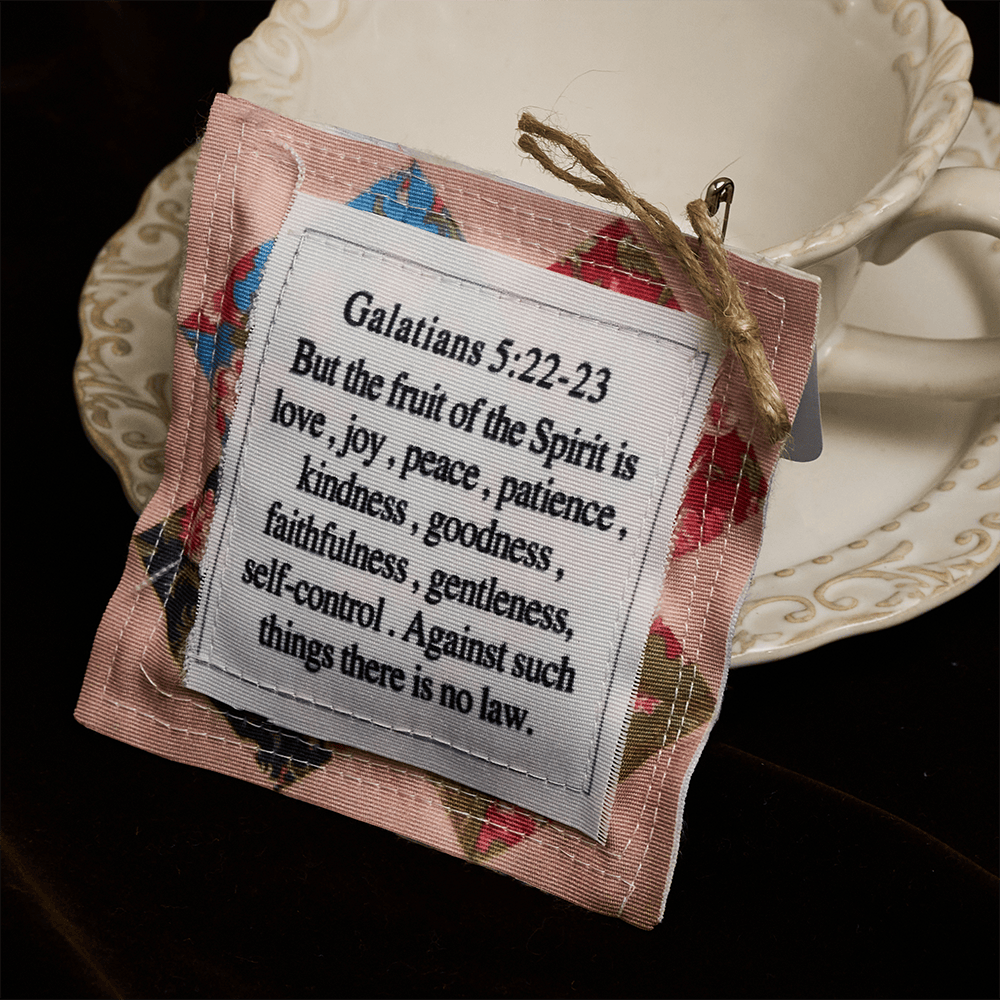 Galatians 5:22-23
But the fruit of the Spirit is
love , joy , peace , patience ,
kindness , goodness ,
faithfulness , gentleness,
self-control . Against such
things there is no law.